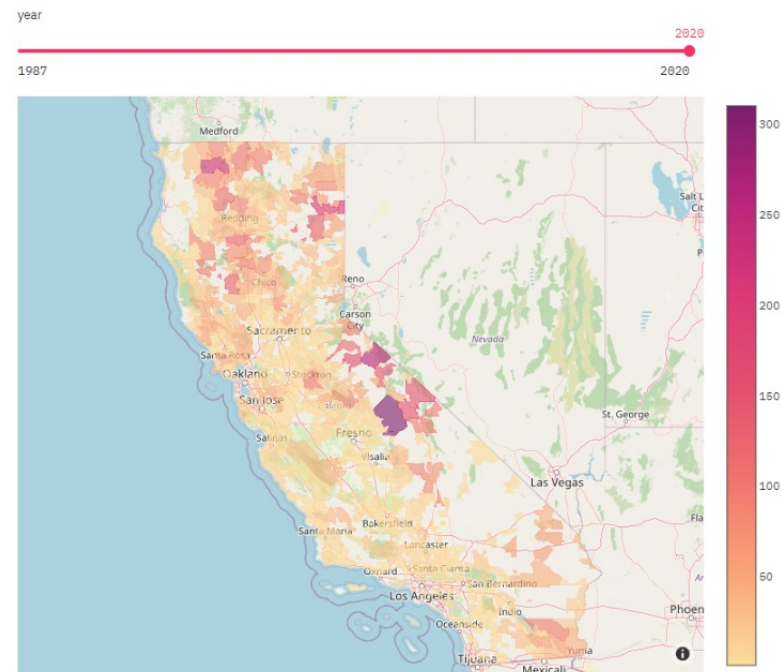 year
2020
1987
2020
300
250
200
150
100
50
Medford
Salt L
Cit
Redding
Chico
Reno
Carson
City
Nevada
Sacramento
Santa Rosa
Oakland
Stockton
San Jose
St. George
Salinas
Fresno
Visalia
Las Vegas
Bakersfield
Santa Maria
Fla
Lancaster
Oxnard
Santa Clarita
San Bernardino
Los Angeles
Indio
Phoen
Oceanside
Yuma
Tijuana
Mexicali